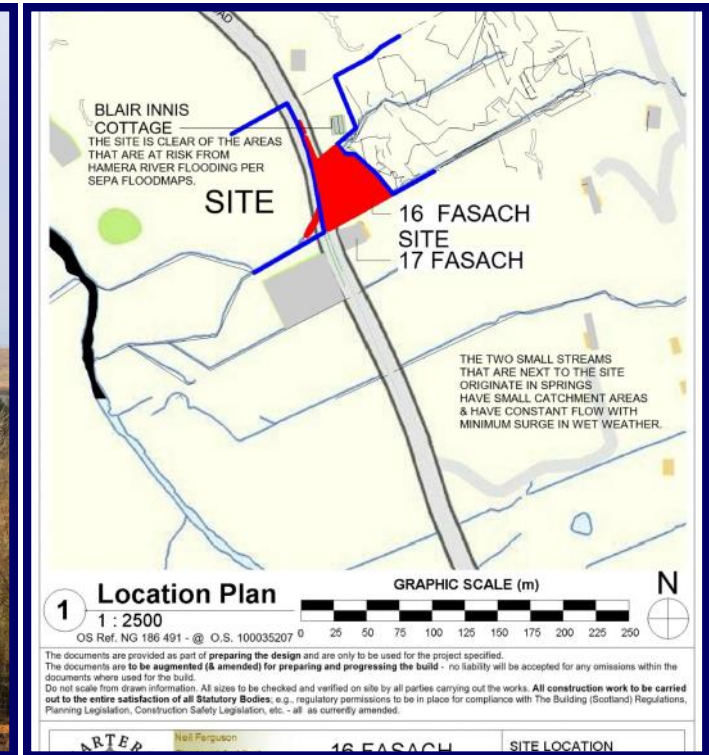 AD
BLAIR INNIS
COTTAGE
THE SITE IS CLEAR OF THE AREAS
THAT ARE AT RISK FROM
HAMERA RIVER FLOODING PER
SEPA FLOODMAPS.
SITE
16 FASACH
SITE
17 FASACH
THE TWO SMALL STREAMS
THAT ARE NEXT TO THE SITE
ORIGINATE IN SPRINGS
HAVE SMALL CATCHMENT AREAS
& HAVE CONSTANT FLOW WITH
MINIMUM SURGE IN WET WEATHER.
1 Location Plan
1 : 2500
OS Ref. NG 186 491 - @ O.S. 100035207
GRAPHIC SCALE (m)
0 25 50 75 100 125 150 175 200 225 250
N
The documents are provided as part of preparing the design and are only to be used for the project specified.
The documents are to be augmented (& amended) for preparing and progressing the build - no liability will be accepted for any omissions within the
documents where used for the build.
Do not scale from drawn information. All sizes to be checked and verified on site by all parties carrying out the works. All construction work to be carried
out to the entire satisfaction of all Statutory Bodies; e.g., regulatory permissions to be in place for compliance with The Building (Scotland) Regulations,
Planning Legislation, Construction Safety Legislation, etc. - all as currently amended.
ARTER
Neil Ferguson
16 FASACH
SITE LOCATION